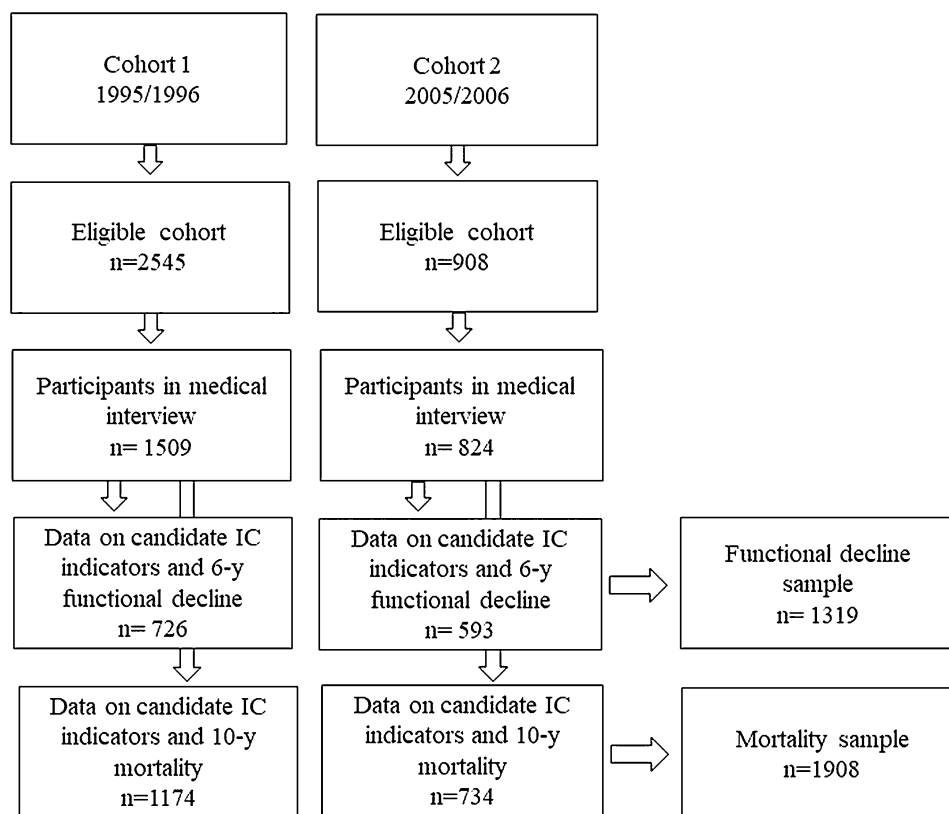 Cohort 1
1995/1996
Cohort 2
2005/2006
Eligible cohort
n=2545
Eligible cohort
n=908
Participants in medical
interview
n= 1509
Participants in medical
interview
n=824
Data on candidate IC
indicators and 6-y
functional decline
n= 726
Data on candidate IC
indicators and 6-y
functional decline
n= 593
Functional decline
sample
n= 1319
Data on candidate IC
indicators and 10-y
mortality
n=1174
Data on candidate IC
indicators and 10-y
mortality
n=734
Mortality sample
n=1908